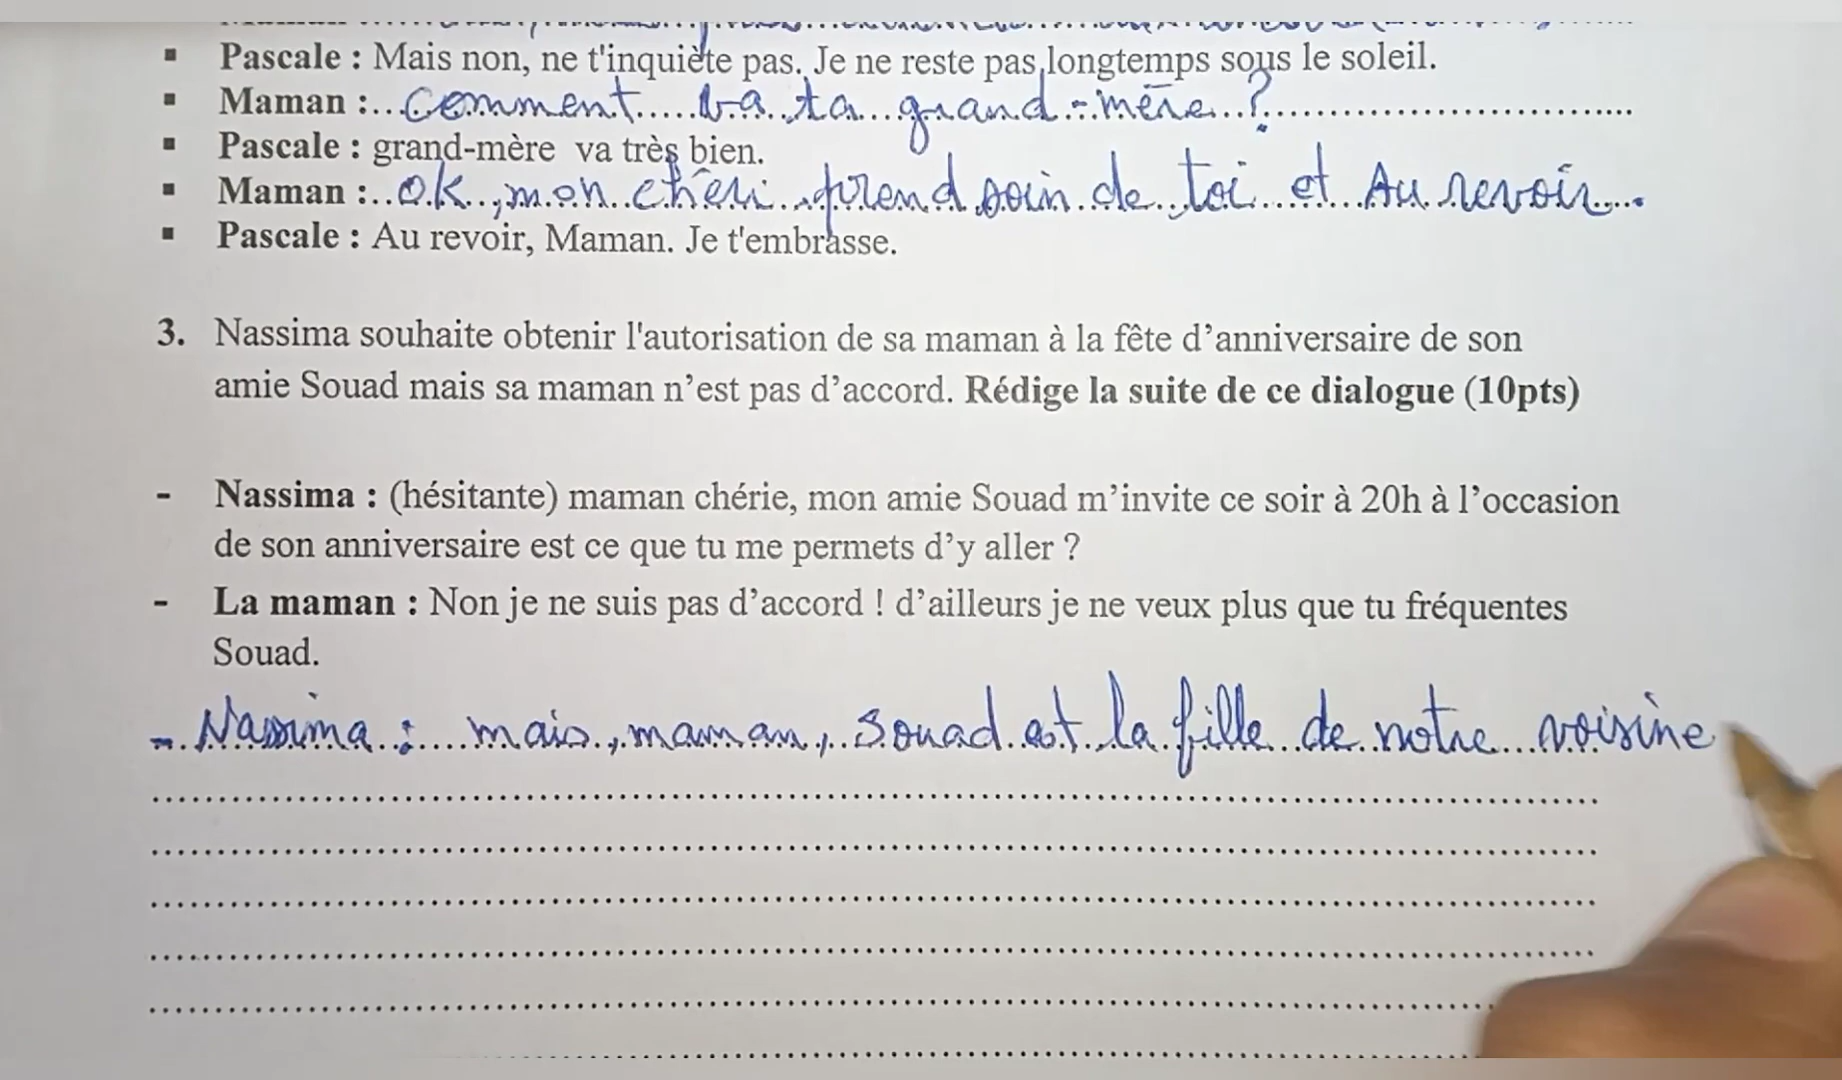 Pascale : Mais non, ne t'inquiète pas. Je ne reste pas longtemps sous le soleil.
Maman : Comment va ta grand-mère ?
Pascale : grand-mère va très bien.
Maman : OK, mon chéri prend soin de toi et Au revoir
Pascale : Au revoir, Maman. Je t'embrasse.
3. Nassima souhaite obtenir l'autorisation de sa maman à la fête d’anniversaire de son
amie Souad mais sa maman n’est pas d’accord. Rédige la suite de ce dialogue (10pts)
- Nassima : (hésitante) maman chérie, mon amie Souad m’invite ce soir à 20h à l’occasion
de son anniversaire est ce que tu me permets d’y aller ?
- La maman : Non je ne suis pas d’accord ! d’ailleurs je ne veux plus que tu fréquentes
Souad.
- Nassima : mais, maman, Souad est la fille de notre voisine